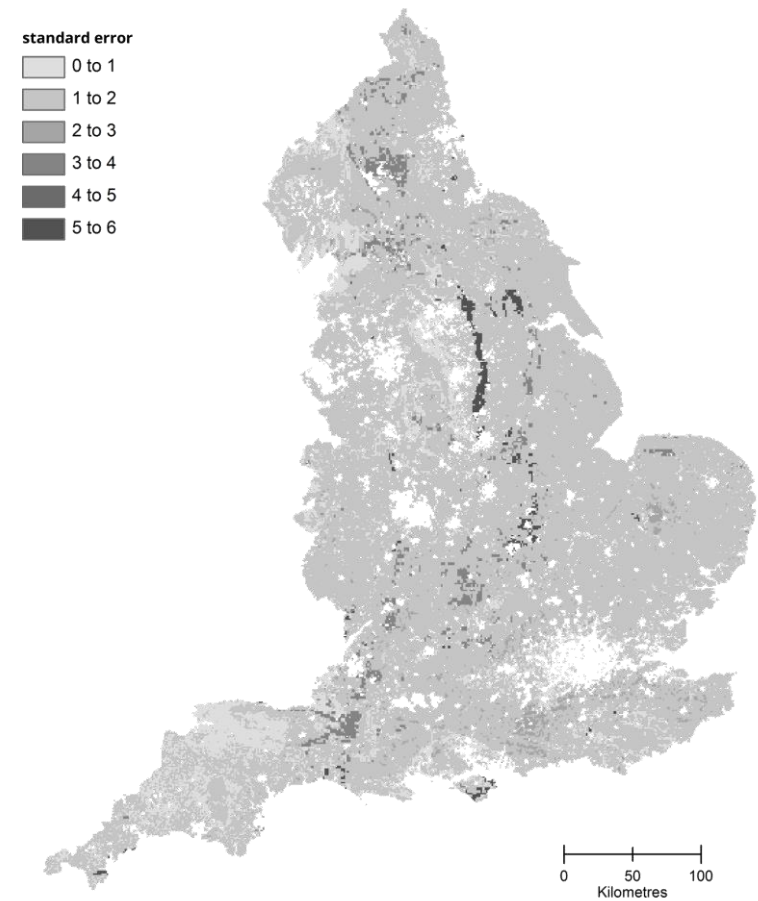 standard error
0 to 1
1 to 2
2 to 3
3 to 4
4 to 5
5 to 6
0 50 100
Kilometres